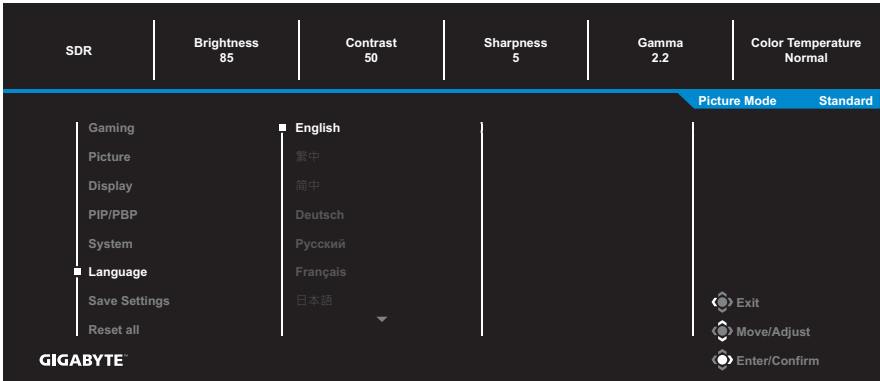 SDR
Brightness
85
Contrast
50
Sharpness
5
Gamma
2.2
Color Temperature
Normal
Picture Mode Standard
Gaming
Picture
Display
PIP/PBP
System
Language
Save Settings
Reset all
English
繁中
简中
Deutsch
Русский
Français
日本語
Exit
Move/Adjust
Enter/Confirm
GIGABYTE™